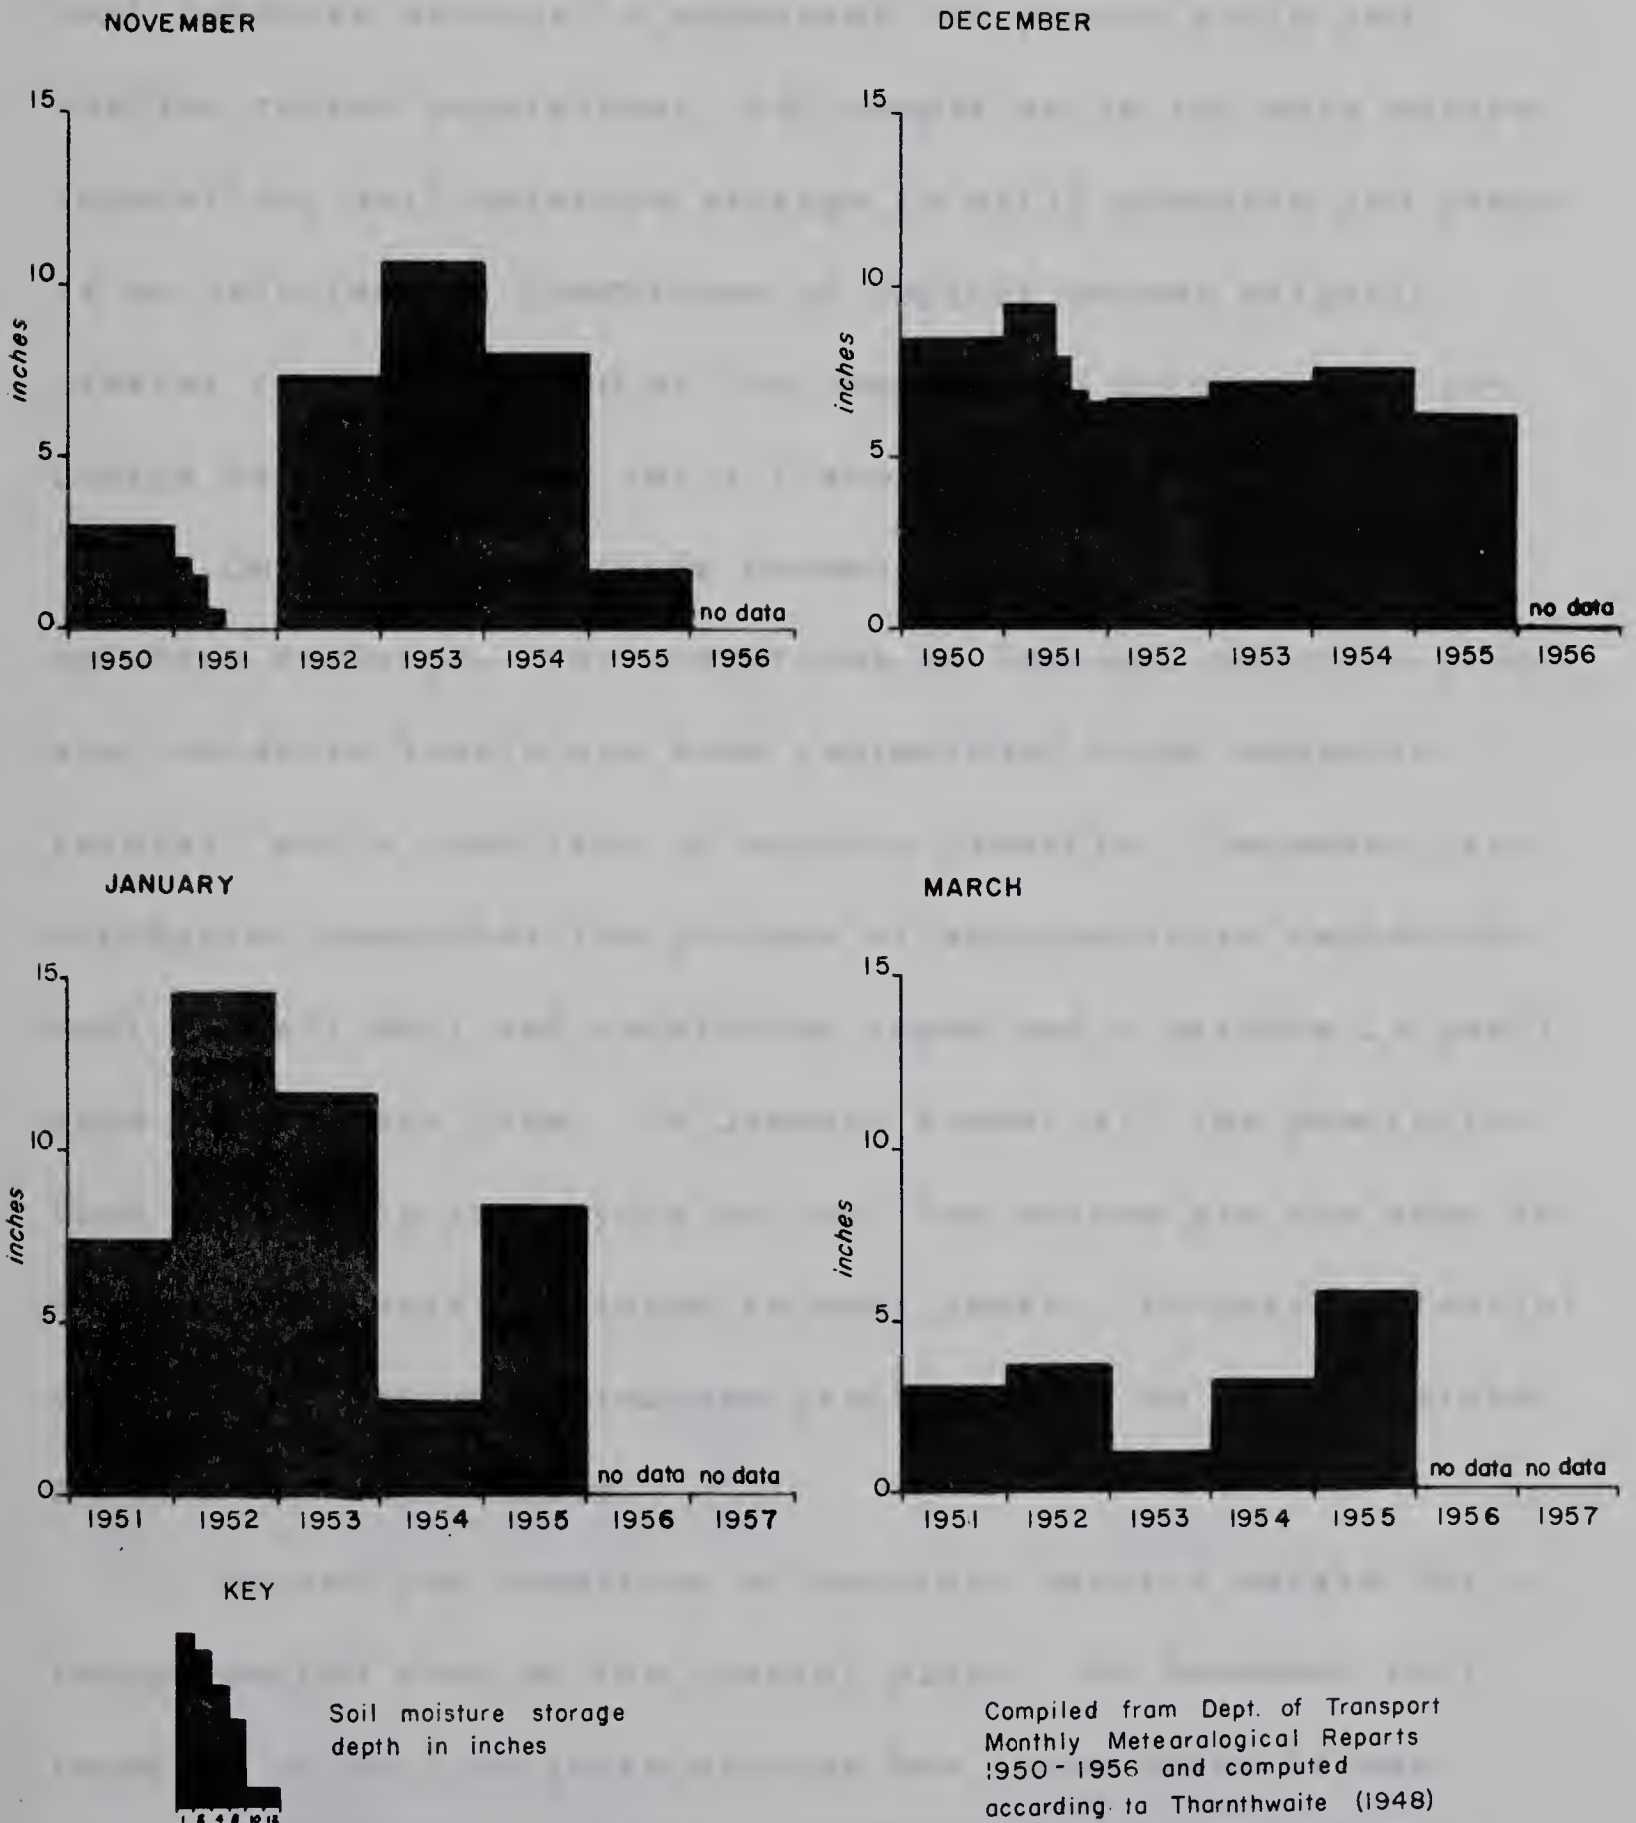 NOVEMBER
15
10
5
0
inches
no data
1950 1951 1952 1953 1954 1955 1956
DECEMBER
15
10
5
0
inches
no data
1950 1951 1952 1953 1954 1955 1956
JANUARY
15
10
5
0
inches
no data no data
1951 1952 1953 1954 1955 1956 1957
MARCH
15
10
5
0
inches
no data no data
1951 1952 1953 1954 1955 1956 1957
KEY
Soil moisture storage
depth in inches
Compiled from Dept. of Transport
Monthly Metearalogical Reports
1950-1956 and computed
accarding ta Tharnthwaite (1948)